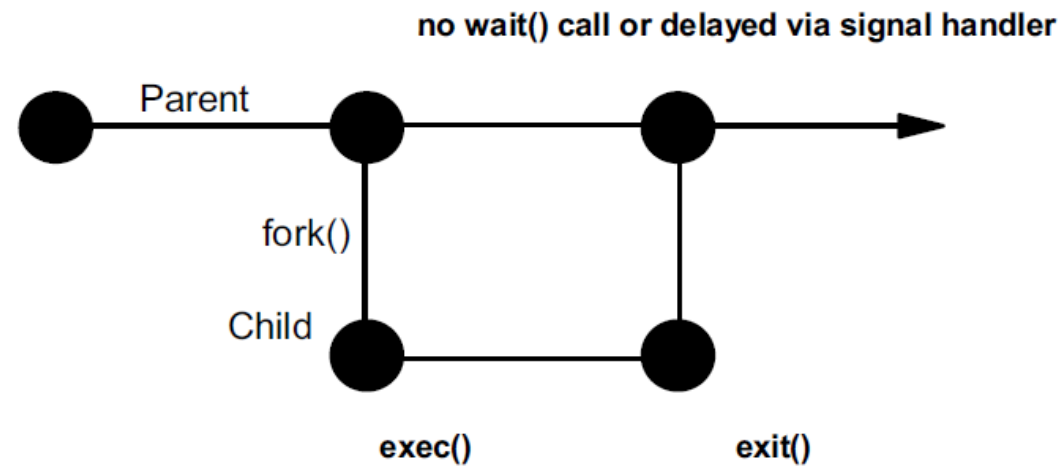 no wait() call or delayed via signal handler
Parent
fork()
Child
exec()
exit()